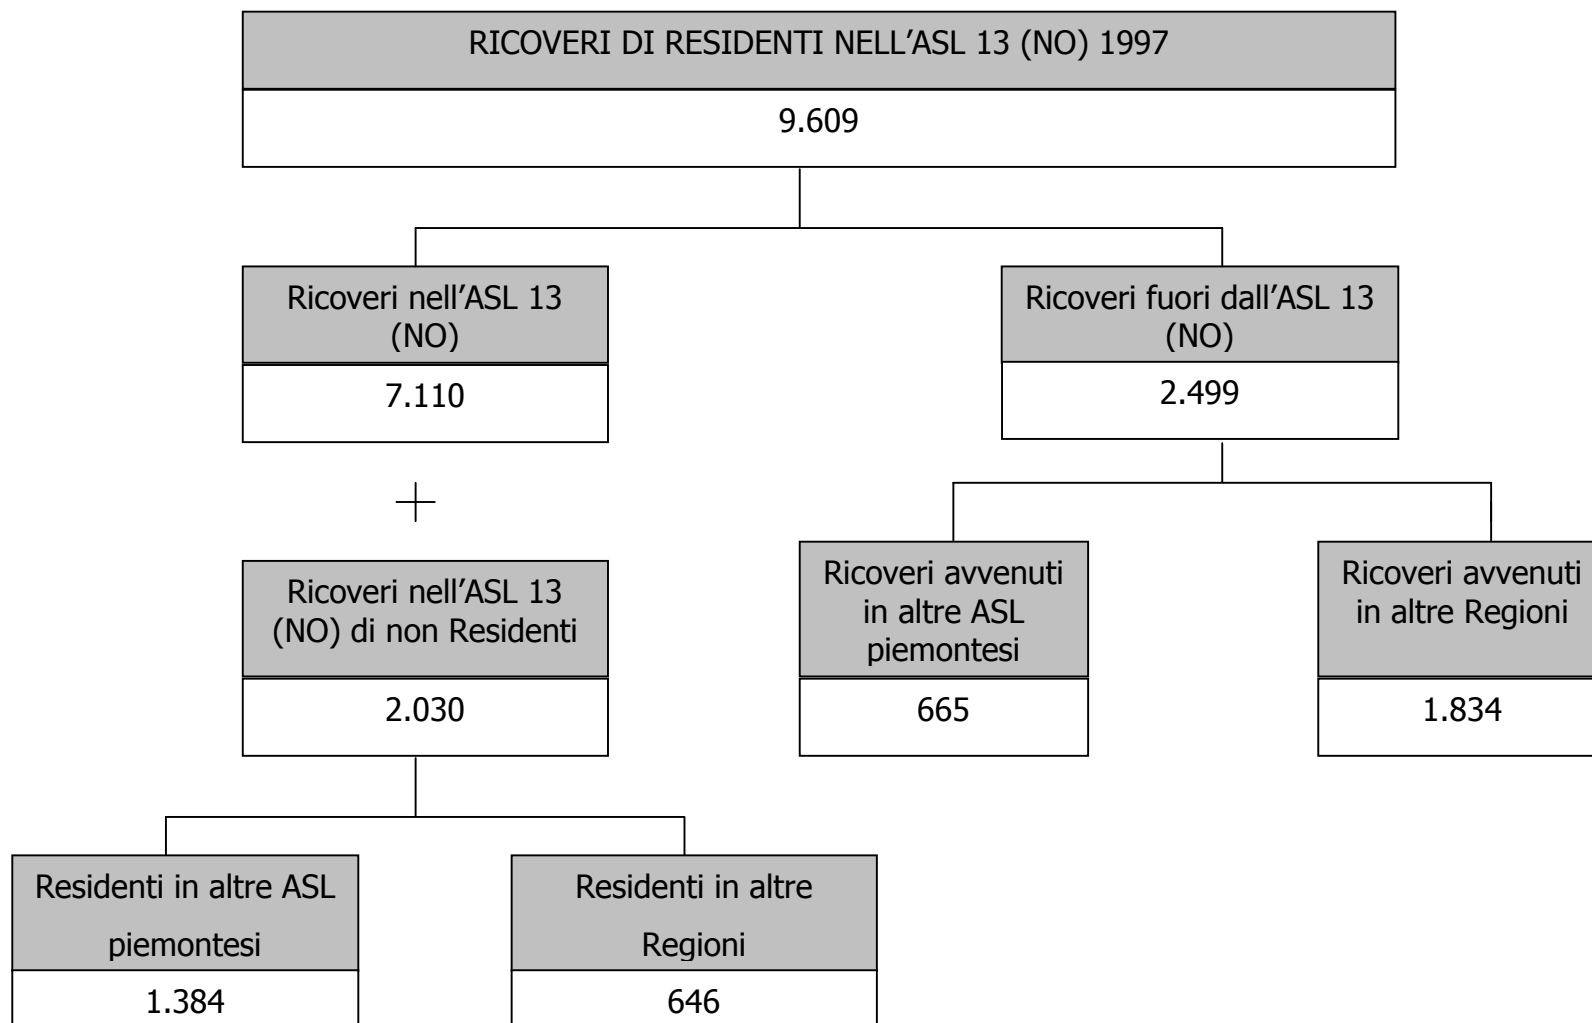 RICOVERI DI RESIDENTI NELL’ASL 13 (NO) 1997
9.609
Ricoveri nell’ASL 13
(NO)
7.110
Ricoveri fuori dall’ASL 13
(NO)
2.499
+
Ricoveri nell’ASL 13
(NO) di non Residenti
2.030
Ricoveri avvenuti
in altre ASL
piemontesi
665
Ricoveri avvenuti
in altre Regioni
1.834
Residenti in altre ASL
piemontesi
1.384
Residenti in altre
Regioni
646